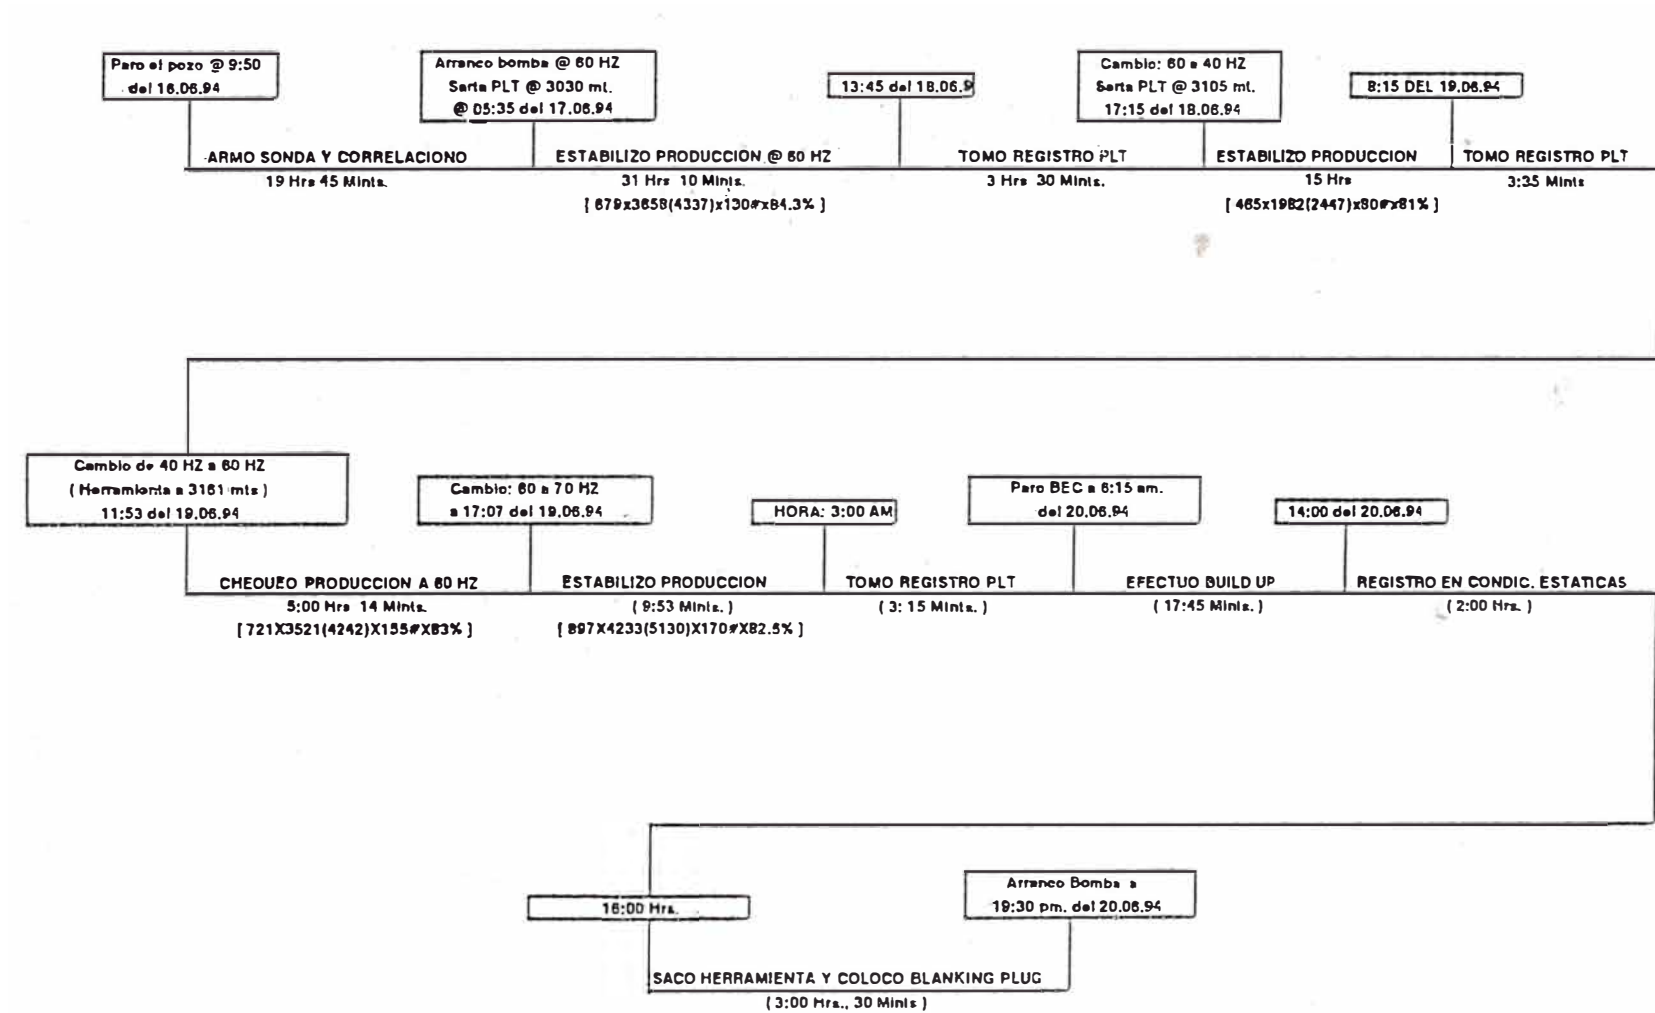 Paro el pozo @ 9:50
del 16.06.94
Arranco bomba @ 60 HZ
Sarta PLT @ 3030 mt.
@ 05:35 del 17.06.94
13:45 del 18.06.9
Cambio: 60 a 40 HZ
Sarta PLT @ 3105 mt.
17:15 del 18.06.94
8:15 DEL 19.06.94
ARMO SONDA Y CORRELACIONO
ESTABILIZO PRODUCCION @ 60 HZ
TOMO REGISTRO PLT
ESTABILIZO PRODUCCION
TOMO REGISTRO PLT
19 Hrs 45 Mints.
31 Hrs 10 Mints.
3 Hrs 30 Mints.
15 Hrs
3:35 Mints
[ 679x3658(4337)x130#x84.3% ]
[ 465x1982(2447)x80#x81% ]
Cambio de 40 HZ a 60 HZ
( Herramienta a 3161 mts )
11:53 del 19.06.94
Cambio: 60 a 70 HZ
a 17:07 del 19.06.94
HORA: 3:00 AM
Paro BEC a 6:15 am.
del 20.06.94
14:00 del 20.06.94
CHEQUEO PRODUCCION A 60 HZ
ESTABILIZO PRODUCCION
TOMO REGISTRO PLT
EFECTUO BUILD UP
REGISTRO EN CONDIC. ESTATICAS
5:00 Hrs 14 Mints.
( 9:53 Mints. )
( 3: 15 Mints. )
( 17:45 Mints. )
( 2:00 Hrs. )
[ 721X3521(4242)X155#X83% ]
[ 897X4233(5130)X170#X82.5% ]
16:00 Hrs.
Arranco Bomba a
19:30 pm. del 20.06.94
SACO HERRAMIENTA Y COLOCO BLANKING PLUG
( 3:00 Hrs., 30 Mints )